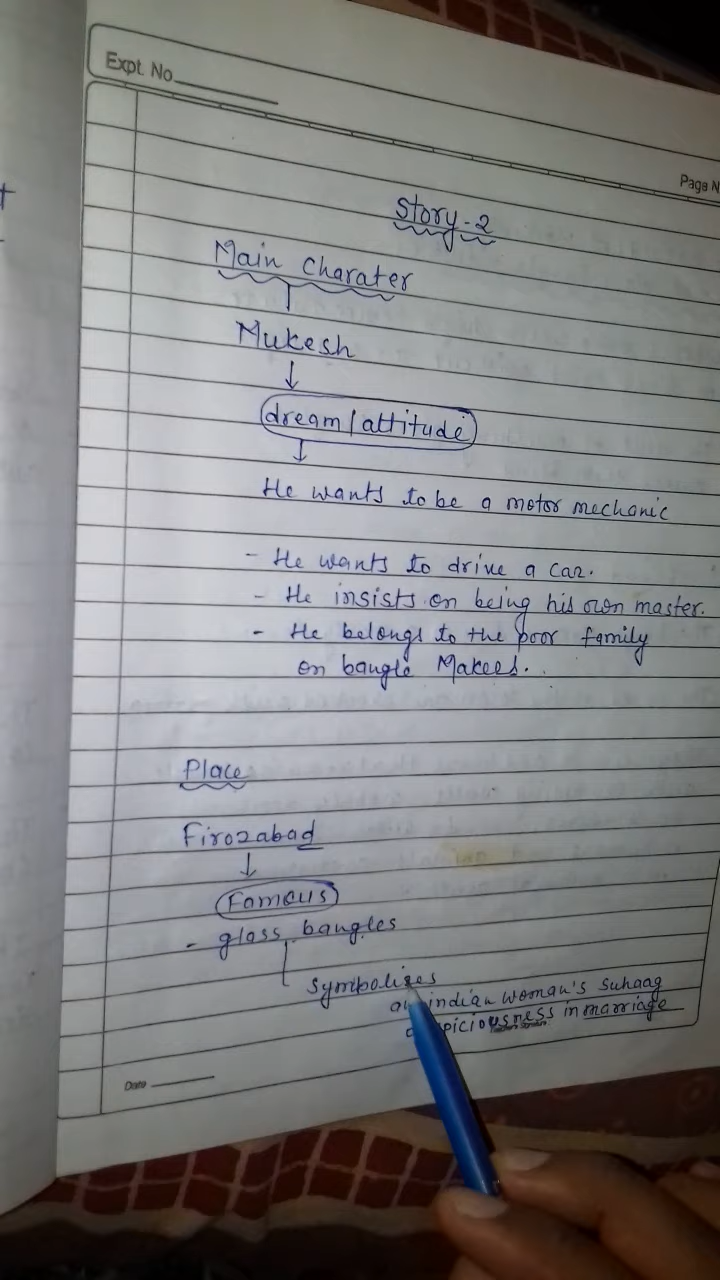 Expt. No
Page N
Story-2
Main Charater
Mukesh
dream/attitude
He wants to be a motor mechanic
- He wants to drive a car.
- He insists on being his own master.
- He belongs to the poor family
on bangle Makees.
Place
Firozabad
Famous
- glass bangles
Symbolizes
indian woman's suhaag
in marriage
Date